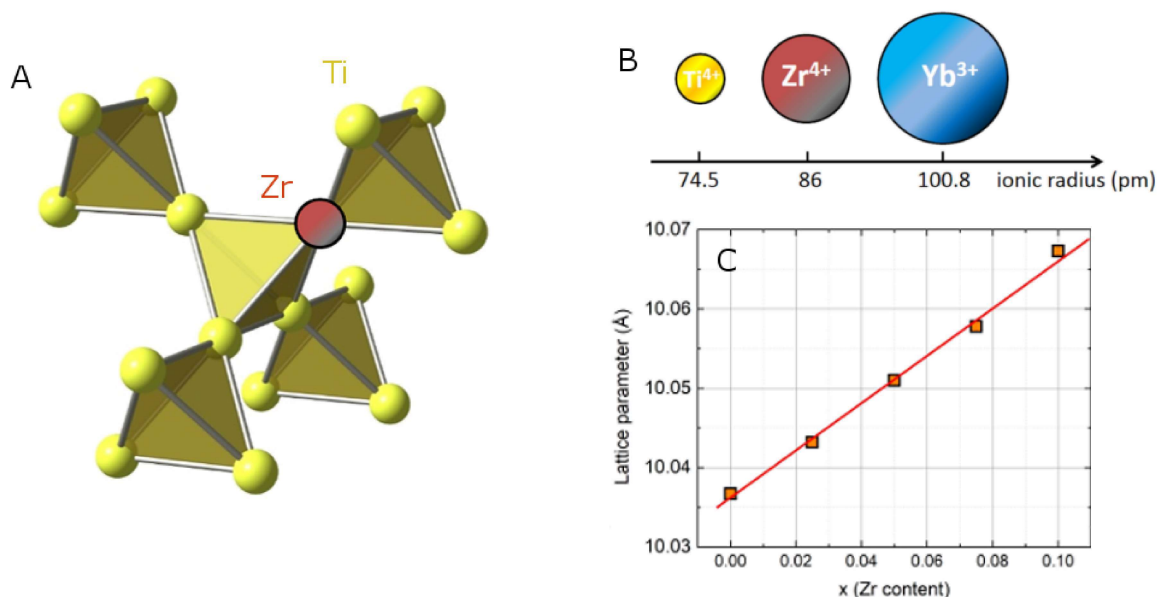 A
Ti
Zr
B
Ti4+
Zr4+
Yb3+
74.5
86
100.8
ionic radius (pm)
C
Lattice parameter (Å)
10.07
10.06
10.05
10.04
10.03
0.00
0.02
0.04
0.06
0.08
0.10
x (Zr content)